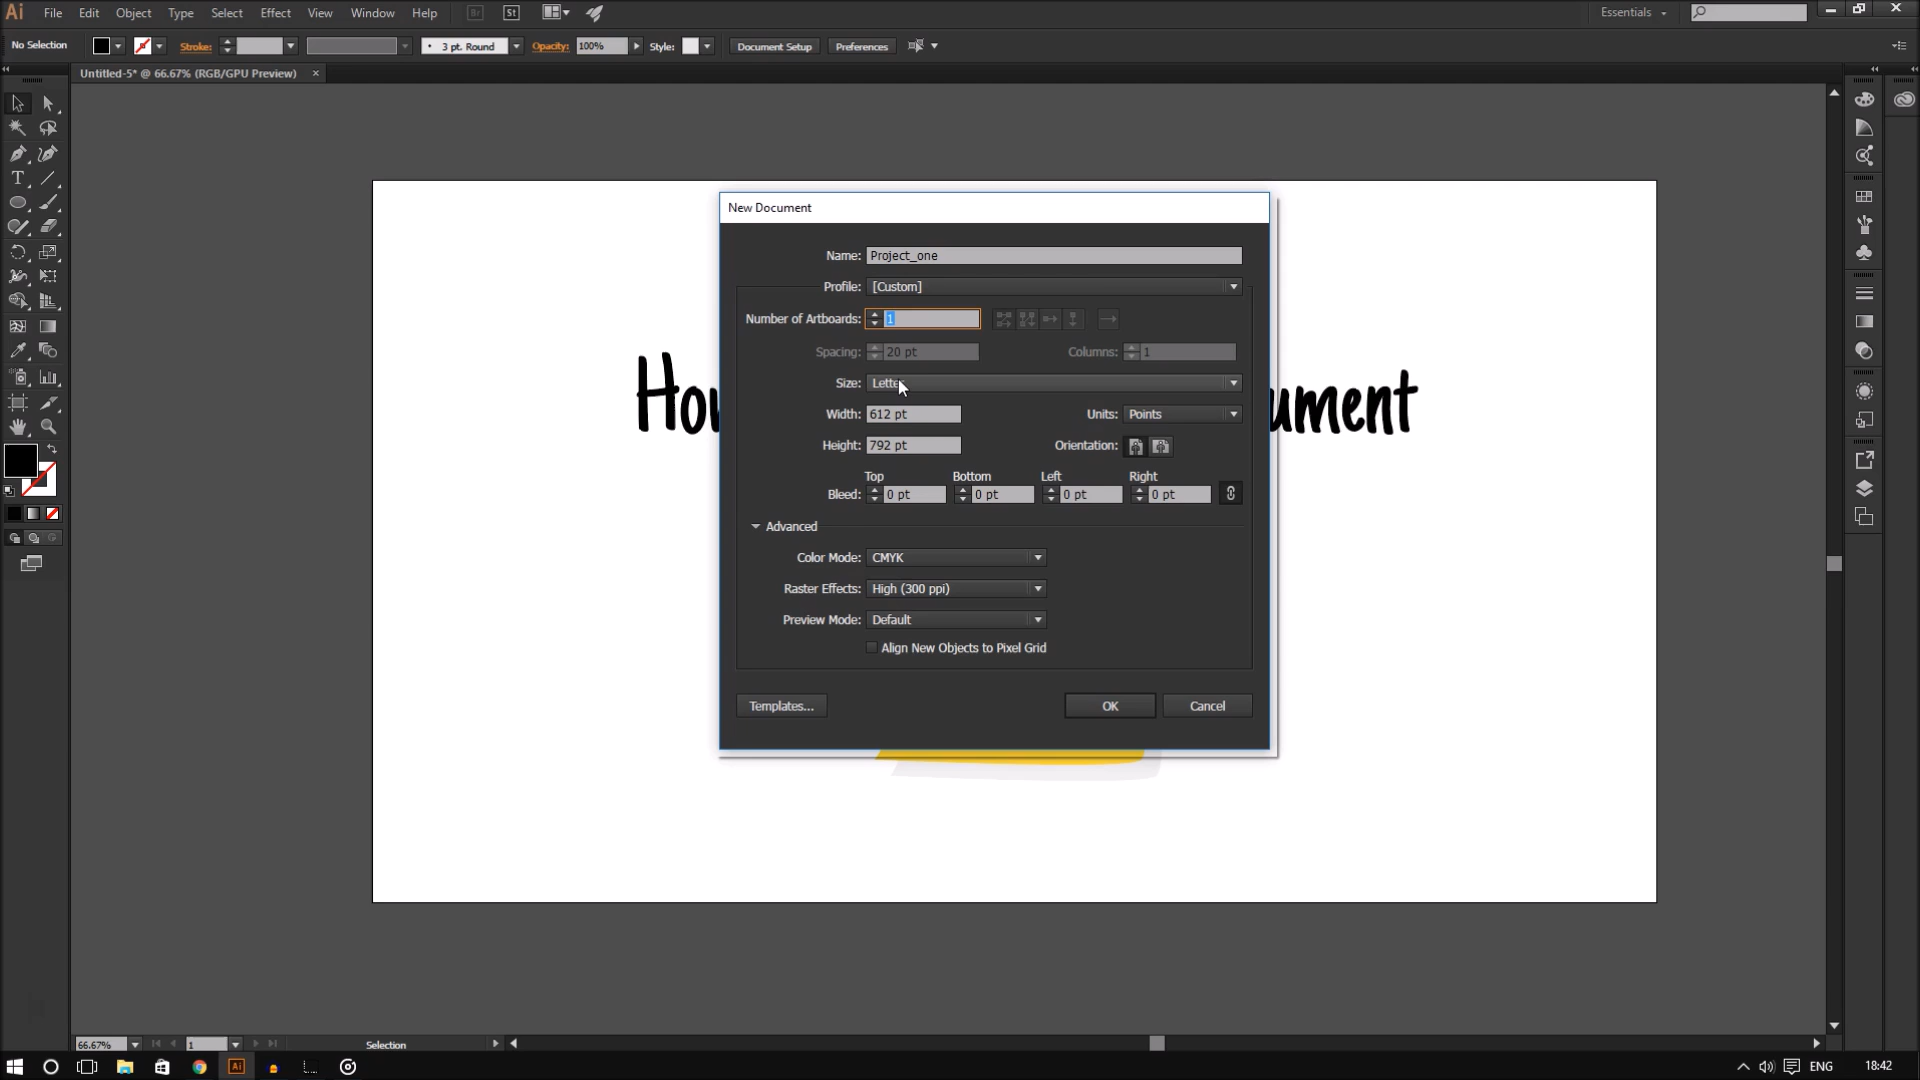 Ai File Edit Object Type Select Effect View Window Help Br St Essentials
No Selection Stroke: 3 pt. Round Opacity: 100% Style: Document Setup Preferences
Untitled-5* @ 66.67% (RGB/GPU Preview) ×
New Document
Name: Project_one
Profile: [Custom]
Number of Artboards: 1
Spacing: 20 pt Columns: 1
Size: Letter
Width: 612 pt Units: Points
Height: 792 pt Orientation:
Top Bottom Left Right
Bleed: 0 pt 0 pt 0 pt 0 pt
Advanced
Color Mode: CMYK
Raster Effects: High (300 ppi)
Preview Mode: Default
Align New Objects to Pixel Grid
Templates... OK Cancel
66.67% 1 Selection
Ai ENG 18:42